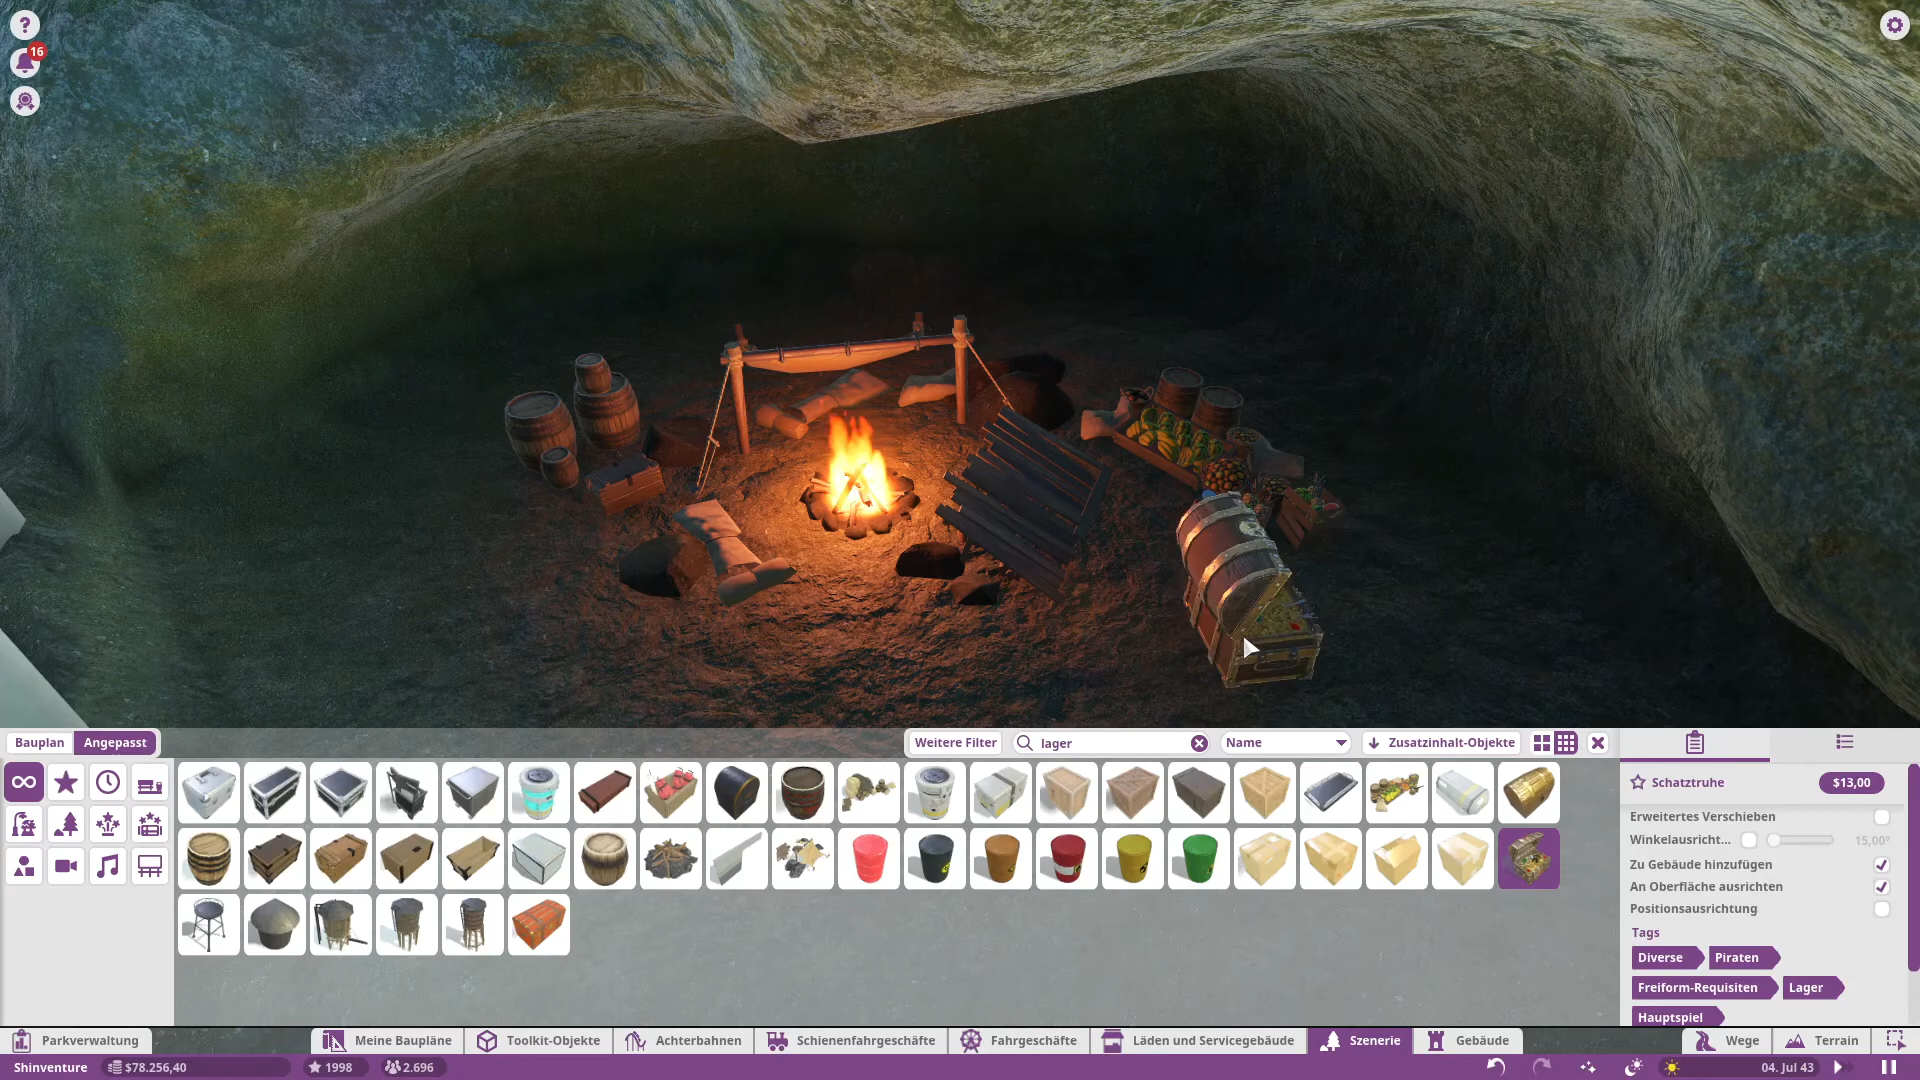 16
Bauplan
Angepasst
Weitere Filter
lager
Name
Zusatzinhalt-Objekte
Schatztruhe
$13,00
Erweitertes Verschieben
Winkelausricht...
15,00°
Zu Gebäude hinzufügen
An Oberfläche ausrichten
Positionsausrichtung
Tags
Diverse
Piraten
Freiform-Requisiten
Lager
Hauptspiel
Parkverwaltung
Meine Baupläne
Toolkit-Objekte
Achterbahnen
Schienenfahrgeschäfte
Fahrgeschäfte
Läden und Servicegebäude
Szenerie
Gebäude
Wege
Terrain
Shinventure
$78.256,40
1998
2.696
04. Jul 43